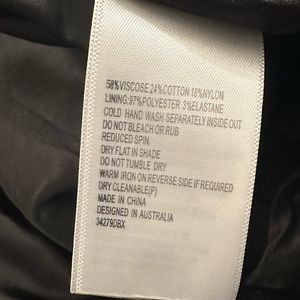 58%VISCOSE 24%COTTON 18%NYLON
LINING:97%POLYESTER 3%ELASTANE
COLD HAND WASH SEPARATELY INSIDE OUT
DO NOT BLEACH OR RUB
REDUCED SPIN
DRY FLAT IN SHADE
DO NOT TUMBLE DRY
WARM IRON ON REVERSE SIDE IF REQUIRED
DRY CLEANABLE(P)
MADE IN CHINA
DESIGNED IN AUSTRALIA
34279DBX